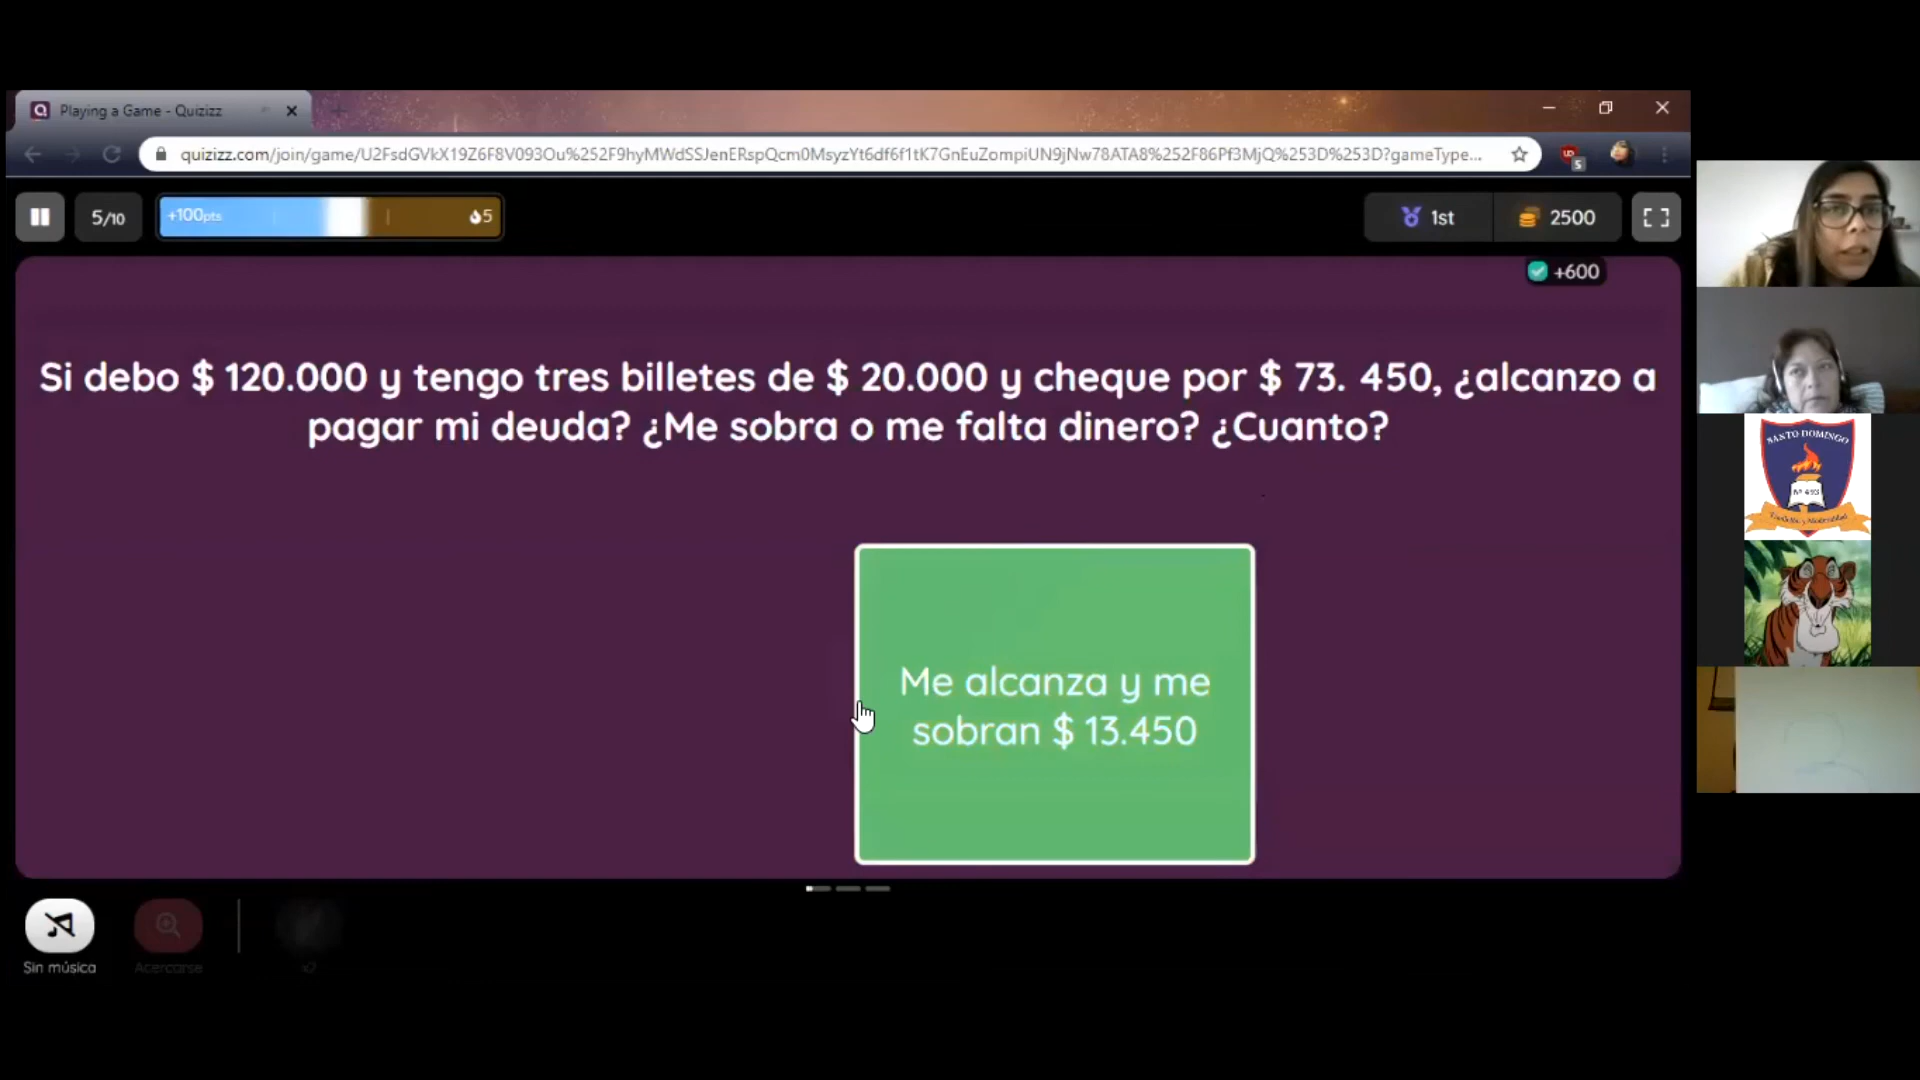 Playing a Game - Quizizz
quizizz.com/join/game/U2FsdGVkX19Z6F8V093Ou%252F9hyMWdSSJenERspQcm0MsyzYt6df6f1tK7GnEuZompiUN9jNw78ATA8%252F86Pf3MjQ%253D%253D?gameType...
5/10
+100pts
5
1st
2500
+600
Si debo $ 120.000 y tengo tres billetes de $ 20.000 y cheque por $ 73. 450, ¿alcanzo a
pagar mi deuda? ¿Me sobra o me falta dinero? ¿Cuanto?
Me alcanza y me
sobran $ 13.450
Sin música
Acercarse
x2
SANTO DOMINGO